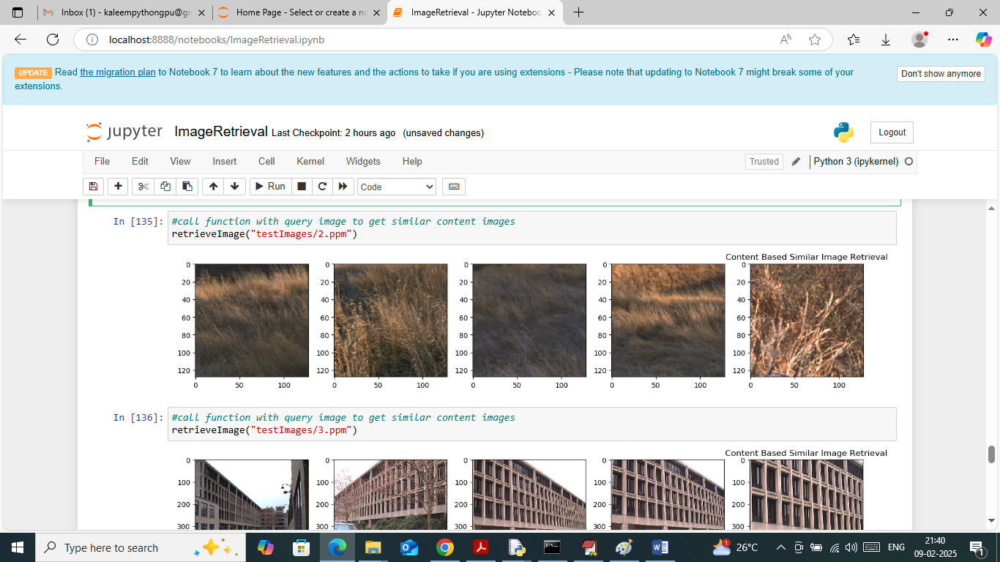 Inbox (1) - kaleempythongpu@gm
Home Page - Select or create a no
ImageRetrieval - Jupyter Notebook
localhost:8888/notebooks/ImageRetrieval.ipynb
UPDATE Read the migration plan to Notebook 7 to learn about the new features and the actions to take if you are using extensions - Please note that updating to Notebook 7 might break some of your
extensions.
Don't show anymore
jupyter ImageRetrieval Last Checkpoint: 2 hours ago (unsaved changes)
Logout
File Edit View Insert Cell Kernel Widgets Help
Trusted Python 3 (ipykernel)
Run Code
In [135]: #call function with query image to get similar content images
retrieveImage("testImages/2.ppm")
Content Based Similar Image Retrieval
0 0 0 0 0
20 20 20 20 20
40 40 40 40 40
60 60 60 60 60
80 80 80 80 80
100 100 100 100 100
120 120 120 120 120
0 50 100 0 50 100 0 50 100 0 50 100 0 50 100
In [136]: #call function with query image to get similar content images
retrieveImage("testImages/3.ppm")
Content Based Similar Image Retrieval
0 0 0 0 0
100 100 100 100 100
200 200 200 200 200
300 300 300 300 300
Type here to search
1
26°C
ENG
21:40
09-02-2025
1